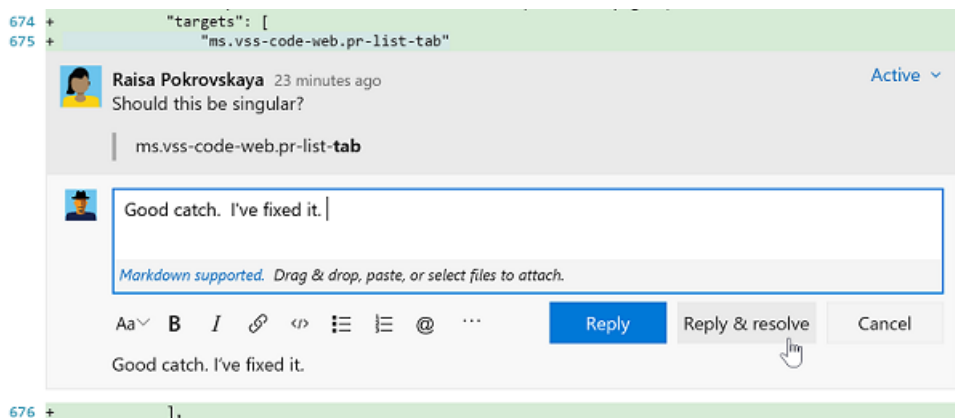 674 + "targets": [
675 + "ms.vss-code-web.pr-list-tab"
Raisa Pokrovskaya 23 minutes ago
Active
Should this be singular?
ms.vss-code-web.pr-list-tab
Good catch.  I've fixed it.
Markdown supported. Drag & drop, paste, or select files to attach.
Aa B I </> @ ... Reply Reply & resolve Cancel
Good catch. I've fixed it.
676 + ],